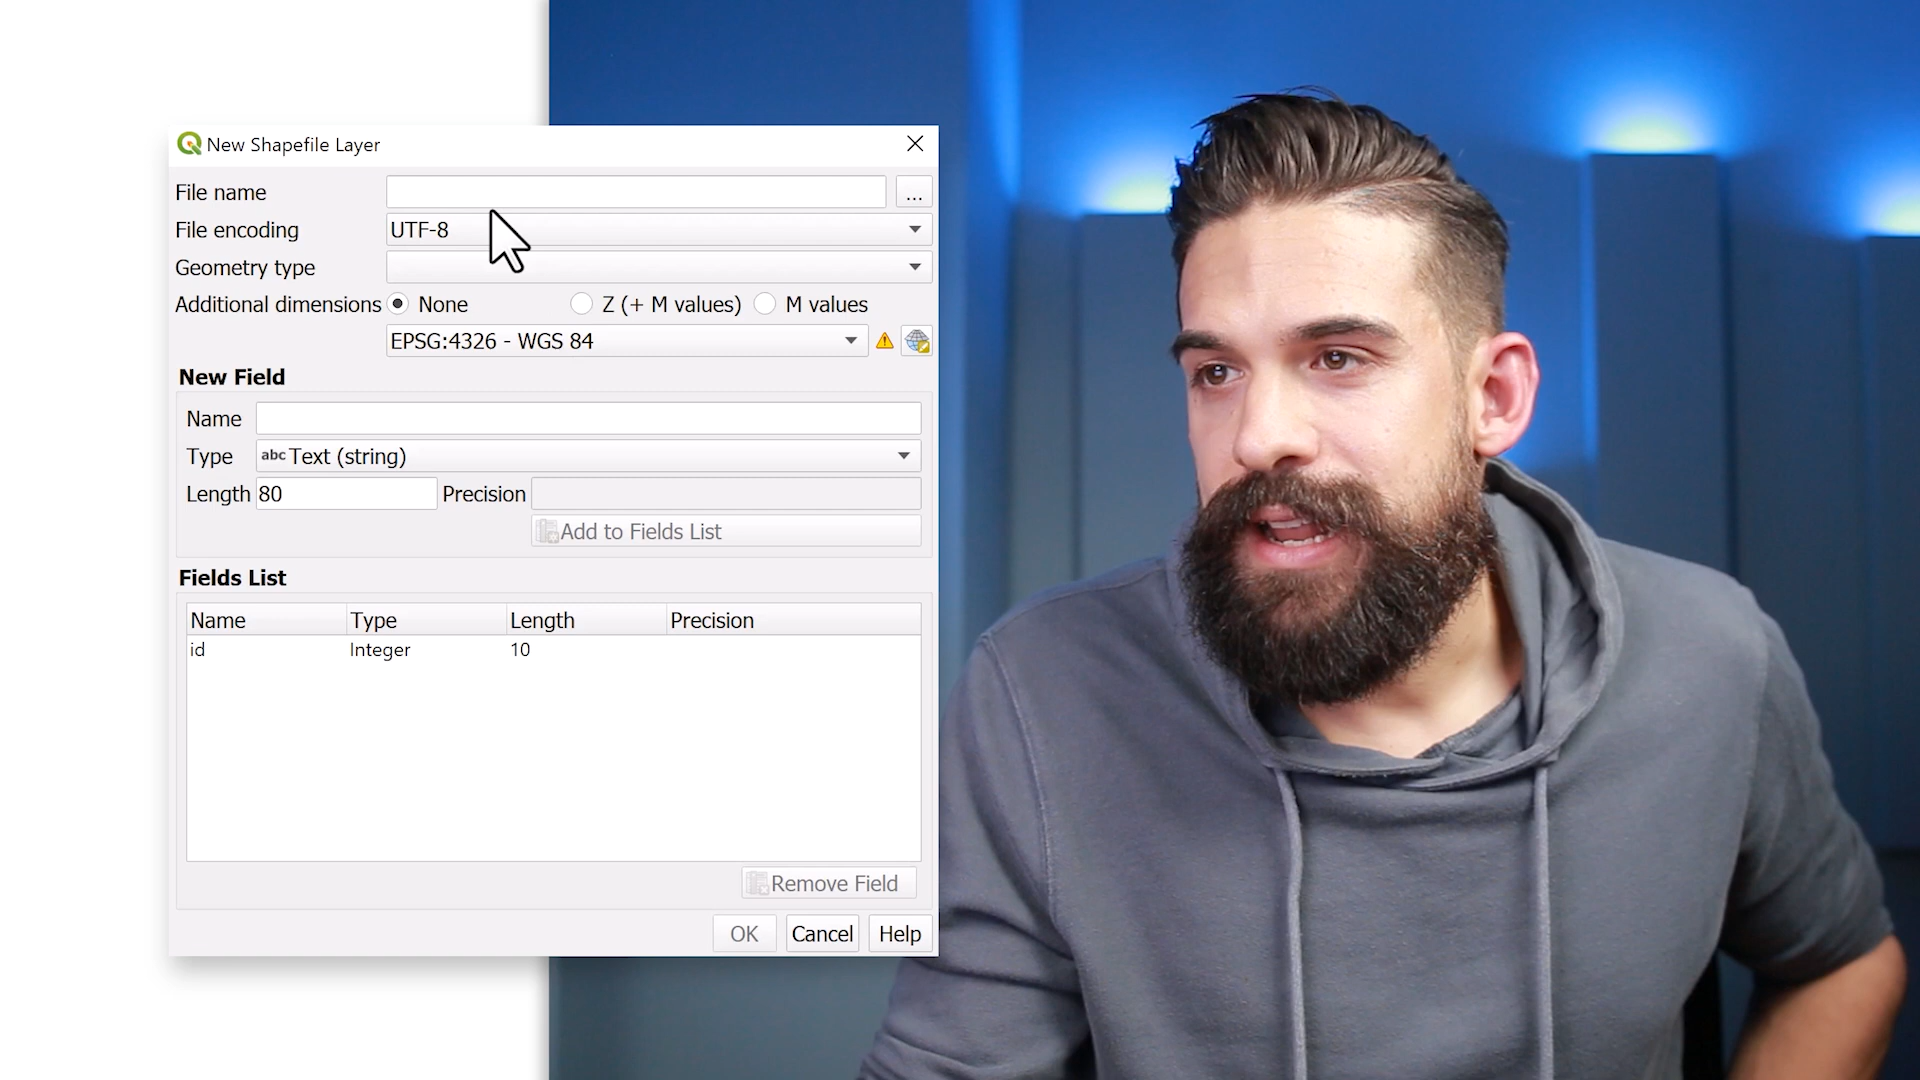 New Shapefile Layer
File name ...
File encoding UTF-8
Geometry type
Additional dimensions None Z (+ M values) M values
EPSG:4326 - WGS 84
New Field
Name
Type abc Text (string)
Length 80 Precision
Add to Fields List
Fields List
Name Type Length Precision
id Integer 10
Remove Field
OK Cancel Help